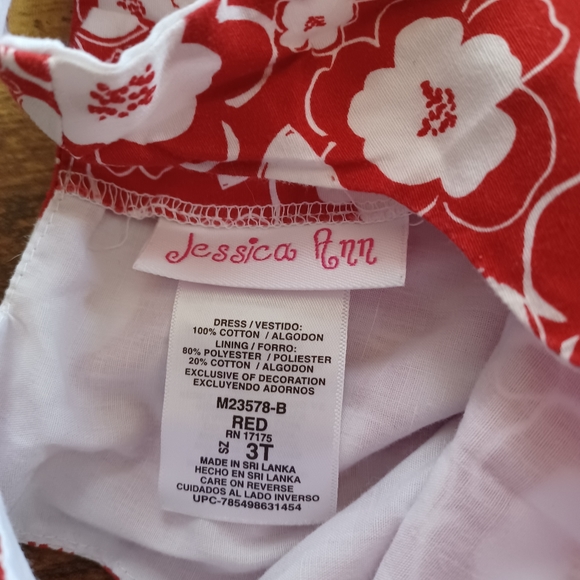 Jessica Ann
DRESS / VESTIDO:
100% COTTON / ALGODON
LINING / FORRO:
80% POLYESTER / POLIESTER
20% COTTON / ALGODON
EXCLUSIVE OF DECORATION
EXCLUYENDO ADORNOS
M23578-B
RED
RN 17175
SZ 3T
MADE IN SRI LANKA
HECHO EN SRI LANKA
CARE ON REVERSE
CUIDADOS AL LADO INVERSO
UPC-785498631454